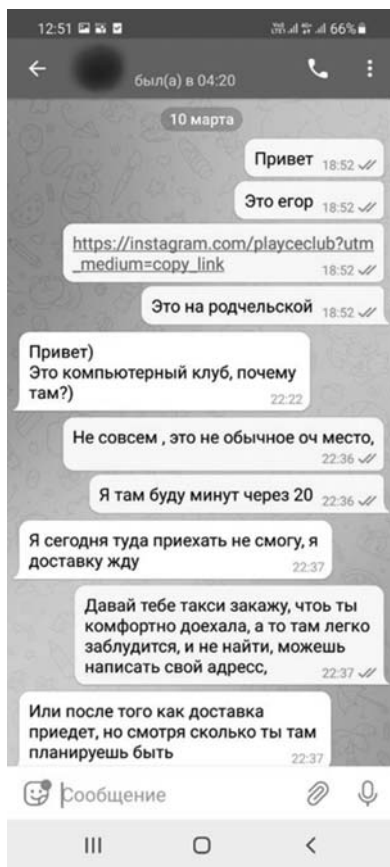 12:51
66%
был(а) в 04:20
10 марта
Привет 18:52
Это егор 18:52
https://instagram.com/playceclub?utm
_medium=copy_link
18:52
Это на родчельской 18:52
Привет)
Это компьютерный клуб, почему
там?)
22:22
Не совсем , это не обычное оч место,
22:36
Я там буду минут через 20 22:36
Я сегодня туда приехать не смогу, я
доставку жду
22:37
Давай тебе такси закажу, чтоь ты
комфортно доехала, а то там легко
заблудится, и не найти, можешь
написать свой адресс,
22:37
Или после того как доставка
приедет, но смотря сколько ты там
планируешь быть
22:37
Сообщение